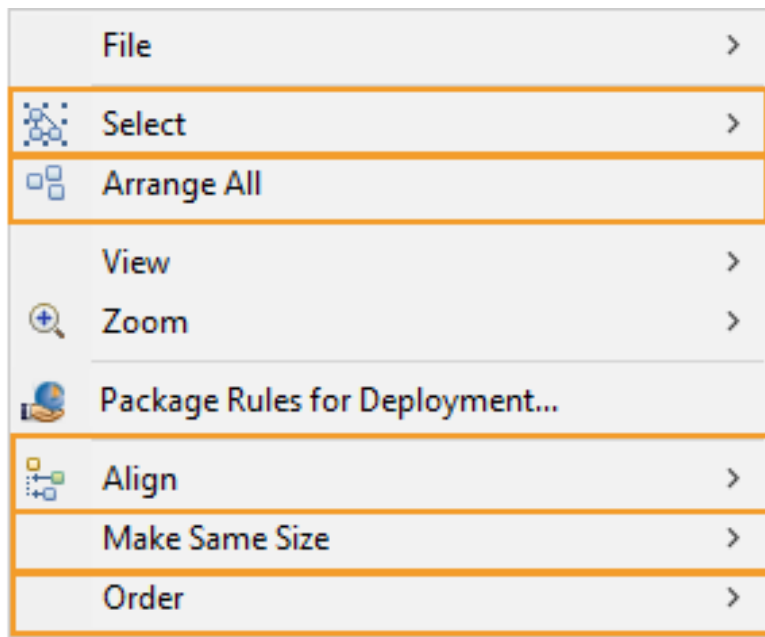 File
Select
Arrange All
View
Zoom
Package Rules for Deployment...
Align
Make Same Size
Order